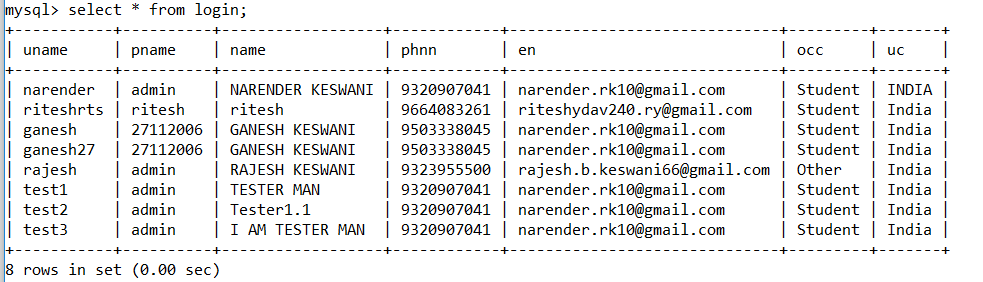 mysql> select * from login;
+-----------+----------+-----------------+------------+-----------------------------+---------+-------+
| uname     | pname    | name            | phnn       | en                          | occ     | uc    |
+-----------+----------+-----------------+------------+-----------------------------+---------+-------+
| narender  | admin    | NARENDER KESWANI | 9320907041 | narender.rk10@gmail.com     | Student | INDIA |
| riteshrts | ritesh   | ritesh          | 9664083261 | riteshydav240.ry@gmail.com  | Student | India |
| ganesh    | 27112006 | GANESH KESWANI  | 9503338045 | narender.rk10@gmail.com     | Student | India |
| ganesh27  | 27112006 | GANESH KESWANI  | 9503338045 | narender.rk10@gmail.com     | Student | India |
| rajesh    | admin    | RAJESH KESWANI  | 9323955500 | rajesh.b.keswani66@gmail.com | Other   | India |
| test1     | admin    | TESTER MAN      | 9320907041 | narender.rk10@gmail.com     | Student | India |
| test2     | admin    | Tester1.1       | 9320907041 | narender.rk10@gmail.com     | Student | India |
| test3     | admin    | I AM TESTER MAN | 9320907041 | narender.rk10@gmail.com     | Student | India |
+-----------+----------+-----------------+------------+-----------------------------+---------+-------+
8 rows in set (0.00 sec)